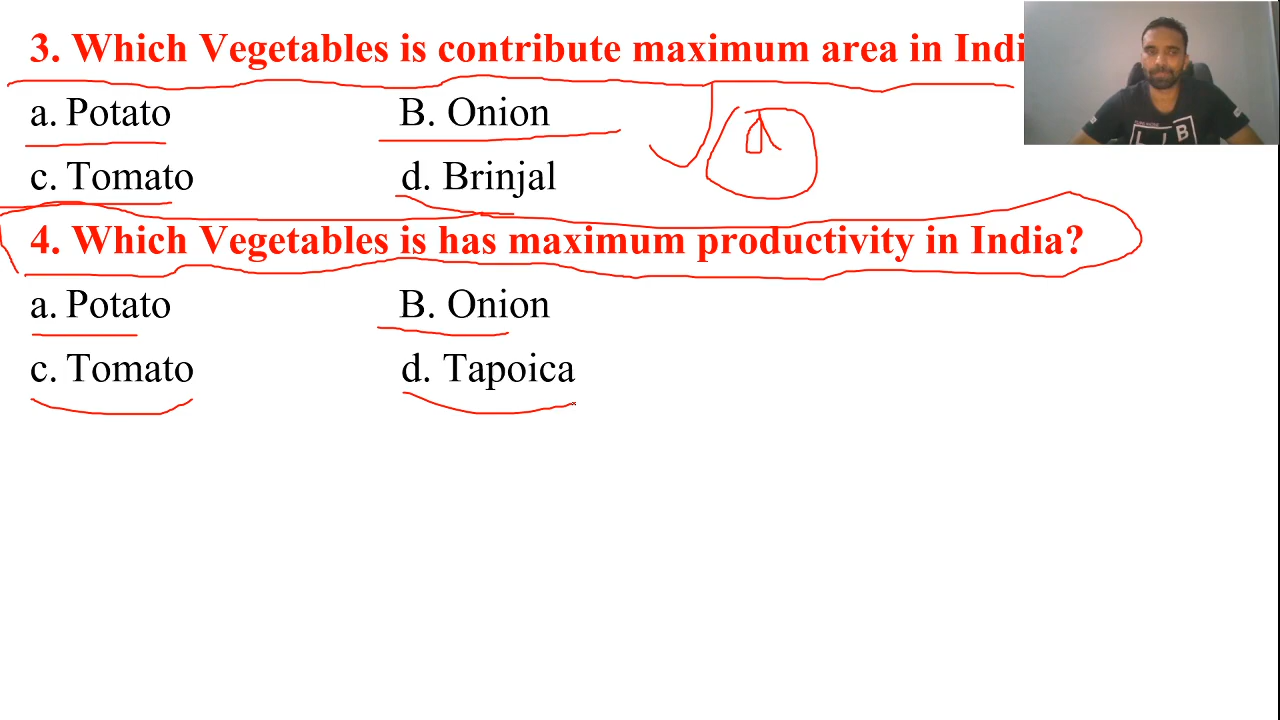 3. Which Vegetables is contribute maximum area in Indi
a. Potato B. Onion
c. Tomato d. Brinjal
4. Which Vegetables is has maximum productivity in India?
a. Potato B. Onion
c. Tomato d. Tapoica